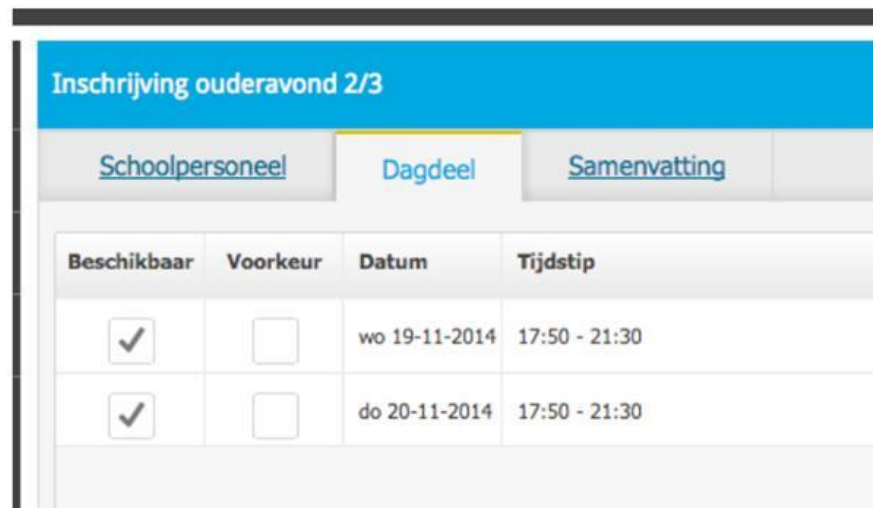 Inschrijving ouderavond 2/3
Schoolpersoneel Dagdeel Samenvatting
Beschikbaar Voorkeur Datum Tijdstip
wo 19-11-2014 17:50 - 21:30
do 20-11-2014 17:50 - 21:30